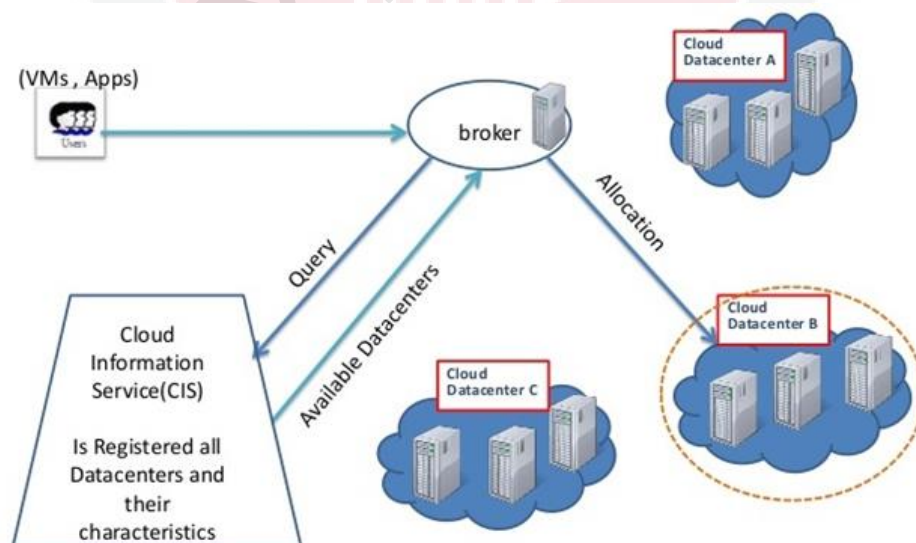 (VMs , Apps)
Users
broker
Cloud
Datacenter A
Query
Available Datacenters
Allocation
Cloud
Information
Service(CIS)
Is Registered all
Datacenters and
their
characteristics
Cloud
Datacenter C
Cloud
Datacenter B